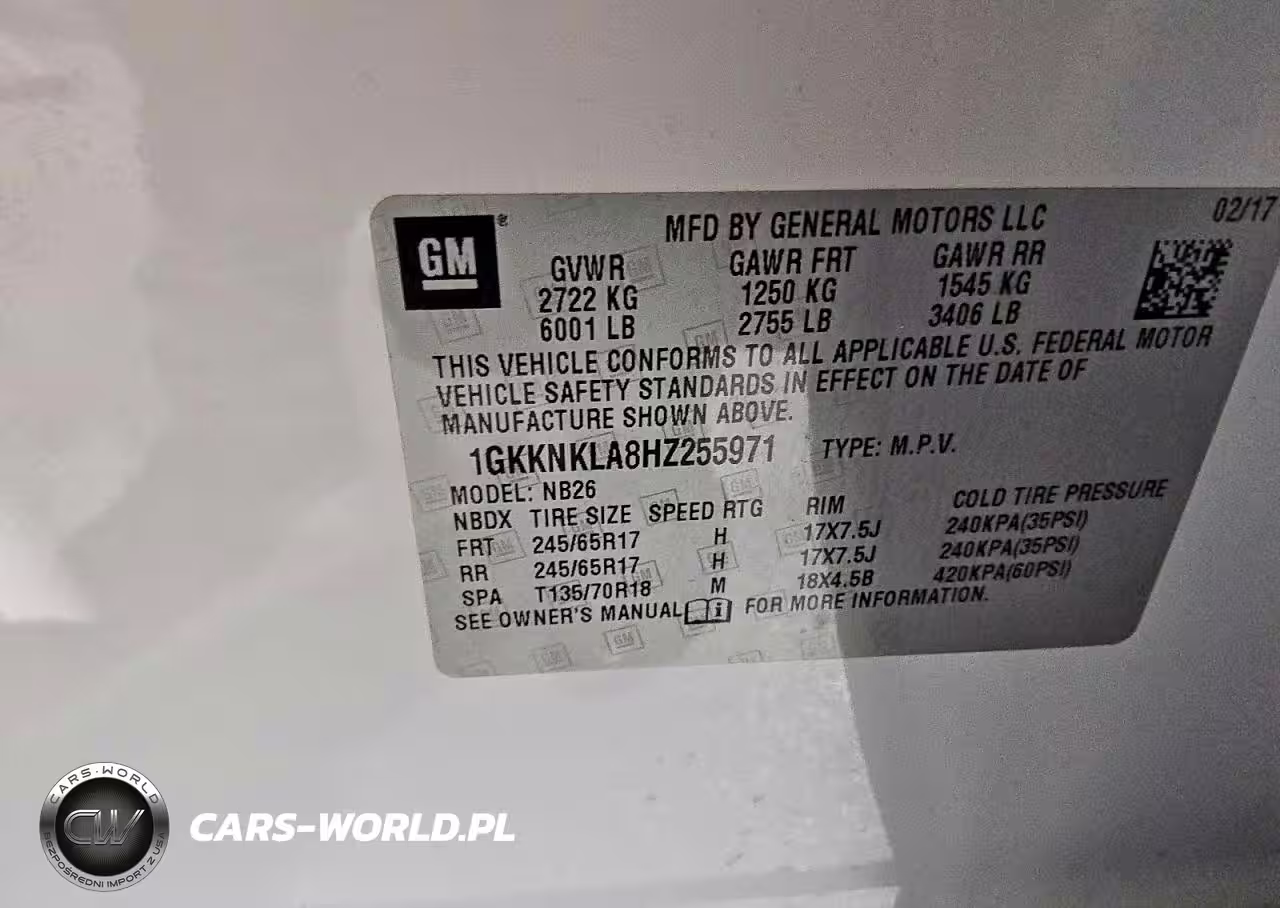 GM
MFD BY GENERAL MOTORS LLC 02/17
GVWR GAWR FRT GAWR RR
2722 KG 1250 KG 1545 KG
6001 LB 2755 LB 3406 LB
THIS VEHICLE CONFORMS TO ALL APPLICABLE U.S. FEDERAL MOTOR
VEHICLE SAFETY STANDARDS IN EFFECT ON THE DATE OF
MANUFACTURE SHOWN ABOVE.
1GKKNKLA8HZ255971 TYPE: M.P.V.
MODEL: NB26
NBDX TIRE SIZE SPEED RTG RIM COLD TIRE PRESSURE
FRT 245/65R17 H 17X7.5J 240KPA(35PSI)
RR 245/65R17 H 17X7.5J 240KPA(35PSI)
SPA T135/70R18 M 18X4.5B 420KPA(60PSI)
SEE OWNER'S MANUAL FOR MORE INFORMATION.
CARS-WORLD
CW
BEZPOŚREDNI IMPORT Z USA
CARS-WORLD.PL